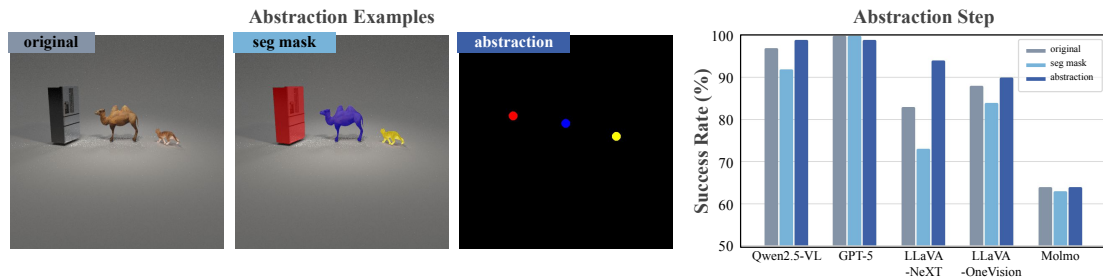 Abstraction Examples
original
seg mask
abstraction
Abstraction Step
Success Rate (%)
100
90
80
70
60
50
original
seg mask
abstraction
Qwen2.5-VL
GPT-5
LLaVA
-NeXT
LLaVA
-OneVision
Molmo